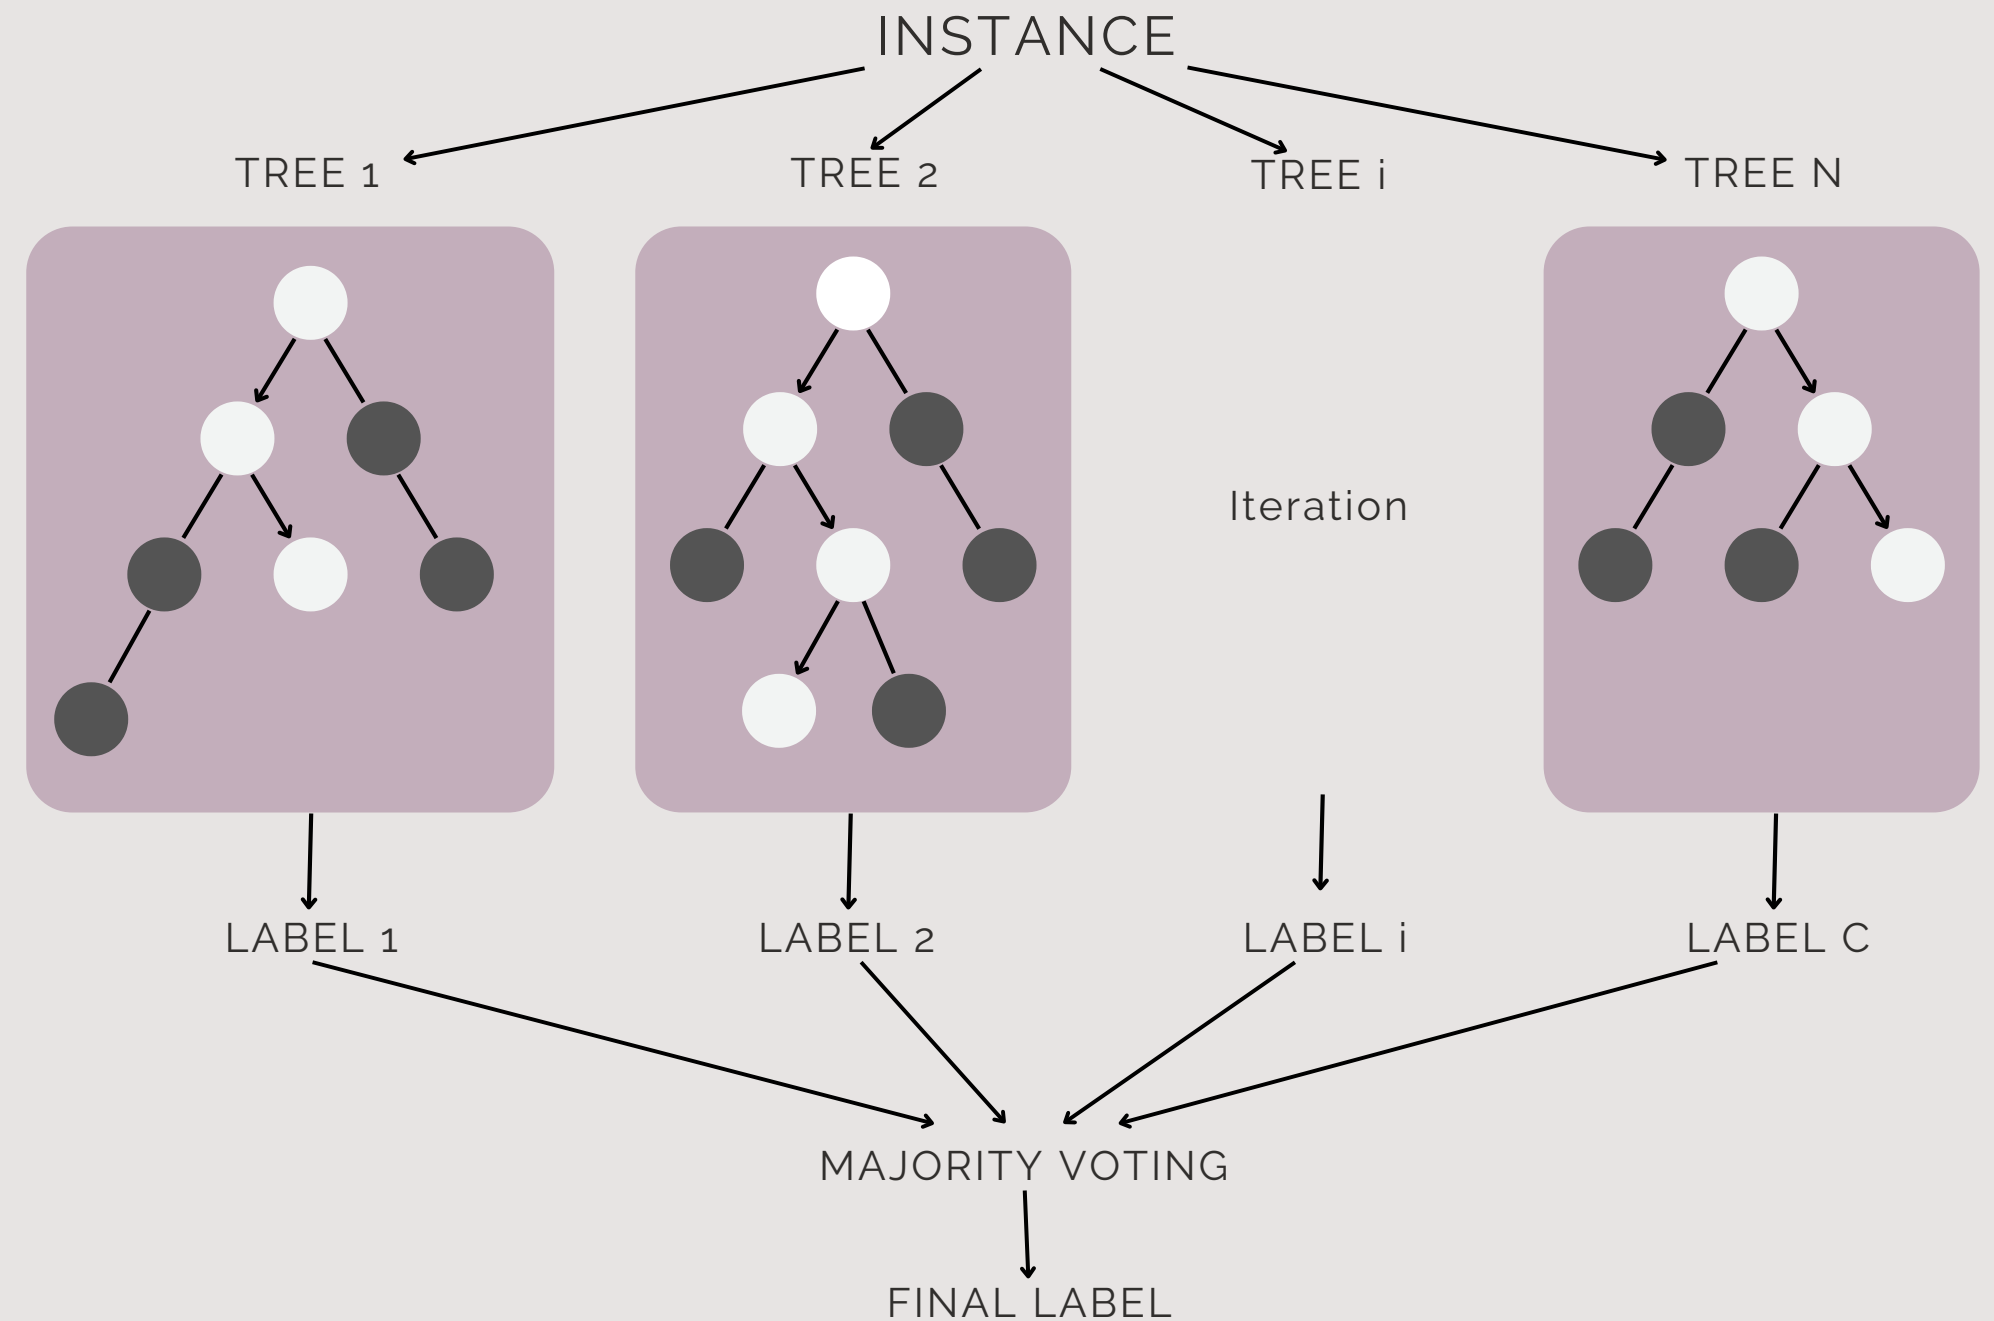 INSTANCE
TREE 1
TREE 2
TREE i
TREE N
Iteration
LABEL 1
LABEL 2
LABEL i
LABEL C
MAJORITY VOTING
FINAL LABEL